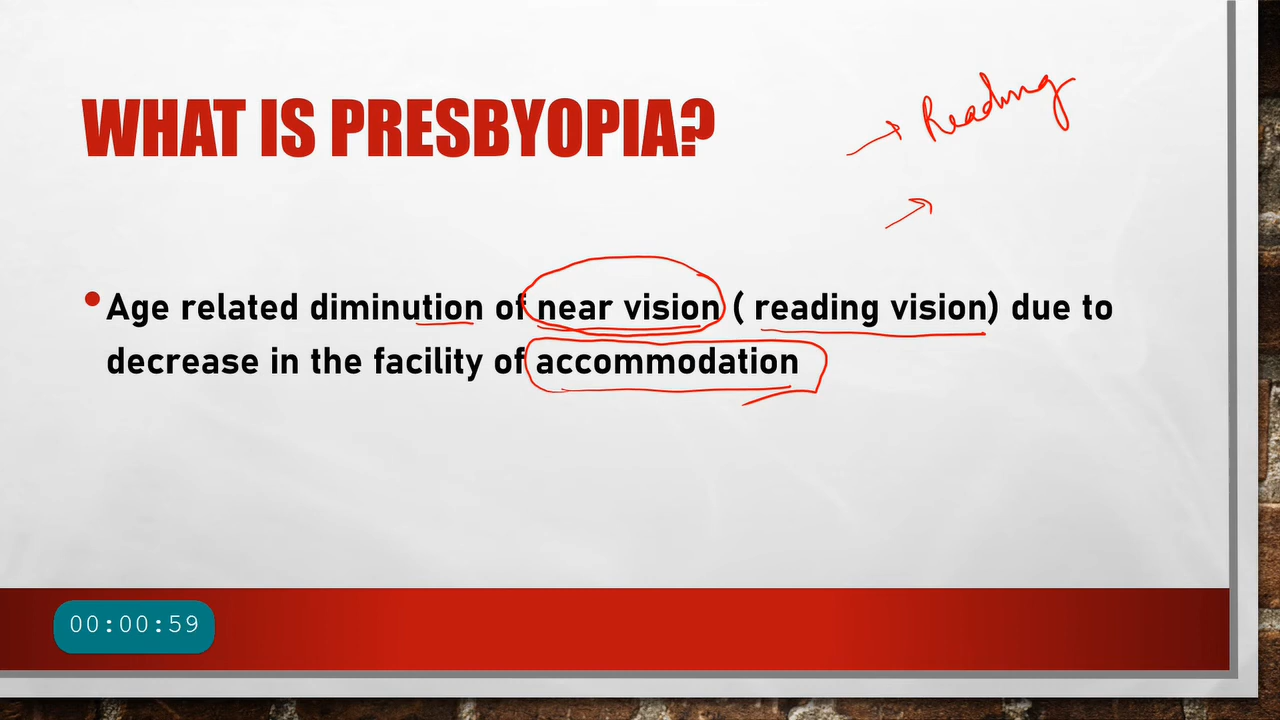 WHAT IS PRESBYOPIA?
→ Reading
→
• Age related diminution of near vision ( reading vision) due to
decrease in the facility of accommodation
00:00:59